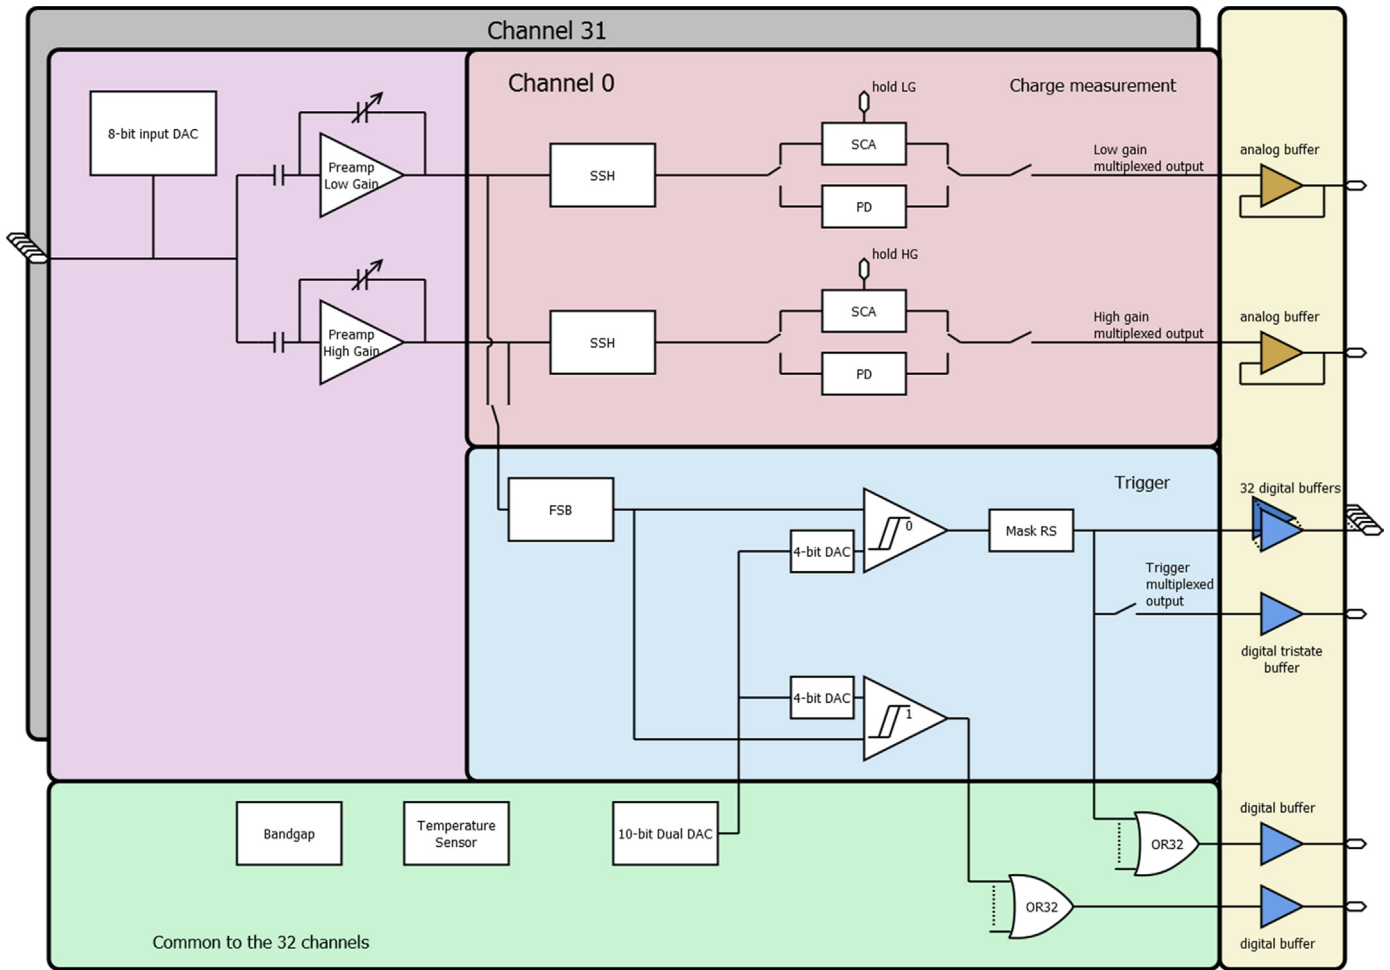 Channel 31
Channel 0
Charge measurement
8-bit input DAC
Preamp
Low Gain
SSH
hold LG
SCA
PD
Low gain
multiplexed output
analog buffer
Preamp
High Gain
SSH
hold HG
SCA
PD
High gain
multiplexed output
analog buffer
Trigger
FSB
4-bit DAC
0
Mask RS
32 digital buffers
Trigger
multiplexed
output
digital tristate
buffer
4-bit DAC
1
Bandgap
Temperature
Sensor
10-bit Dual DAC
OR32
digital buffer
OR32
digital buffer
Common to the 32 channels